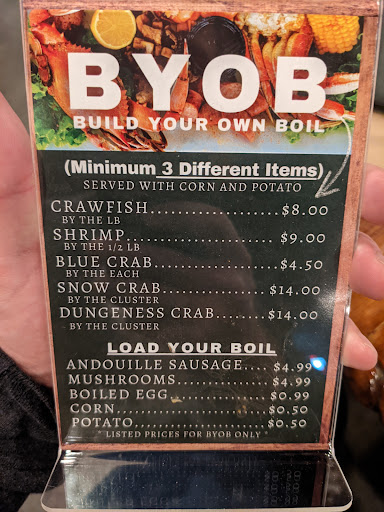 BYOB
BUILD YOUR OWN BOIL
(Minimum 3 Different Items)
SERVED WITH CORN AND POTATO
CRAWFISH.................... $8.00
BY THE LB
SHRIMP....................... $9.00
BY THE 1/2 LB
BLUE CRAB.................. $4.50
BY THE EACH
SNOW CRAB................ $14.00
BY THE CLUSTER
DUNGENESS CRAB....... $14.00
BY THE CLUSTER
LOAD YOUR BOIL
ANDOUILLE SAUSAGE.... $4.99
MUSHROOMS................ $4.99
BOILED EGG.................. $0.99
CORN........................... $0.50
POTATO........................ $0.50
*LISTED PRICES FOR BYOB ONLY*